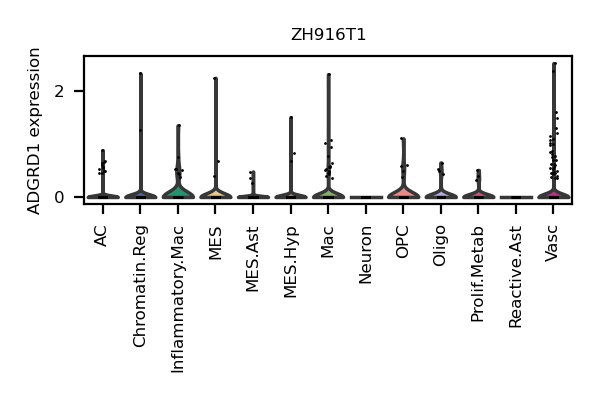 ZH916T1
ADGRD1 expression
2
0
AC
Chromatin.Reg
Inflammatory.Mac
MES
MES.Ast
MES.Hyp
Mac
Neuron
OPC
Oligo
Prolif.Metab
Reactive.Ast
Vasc